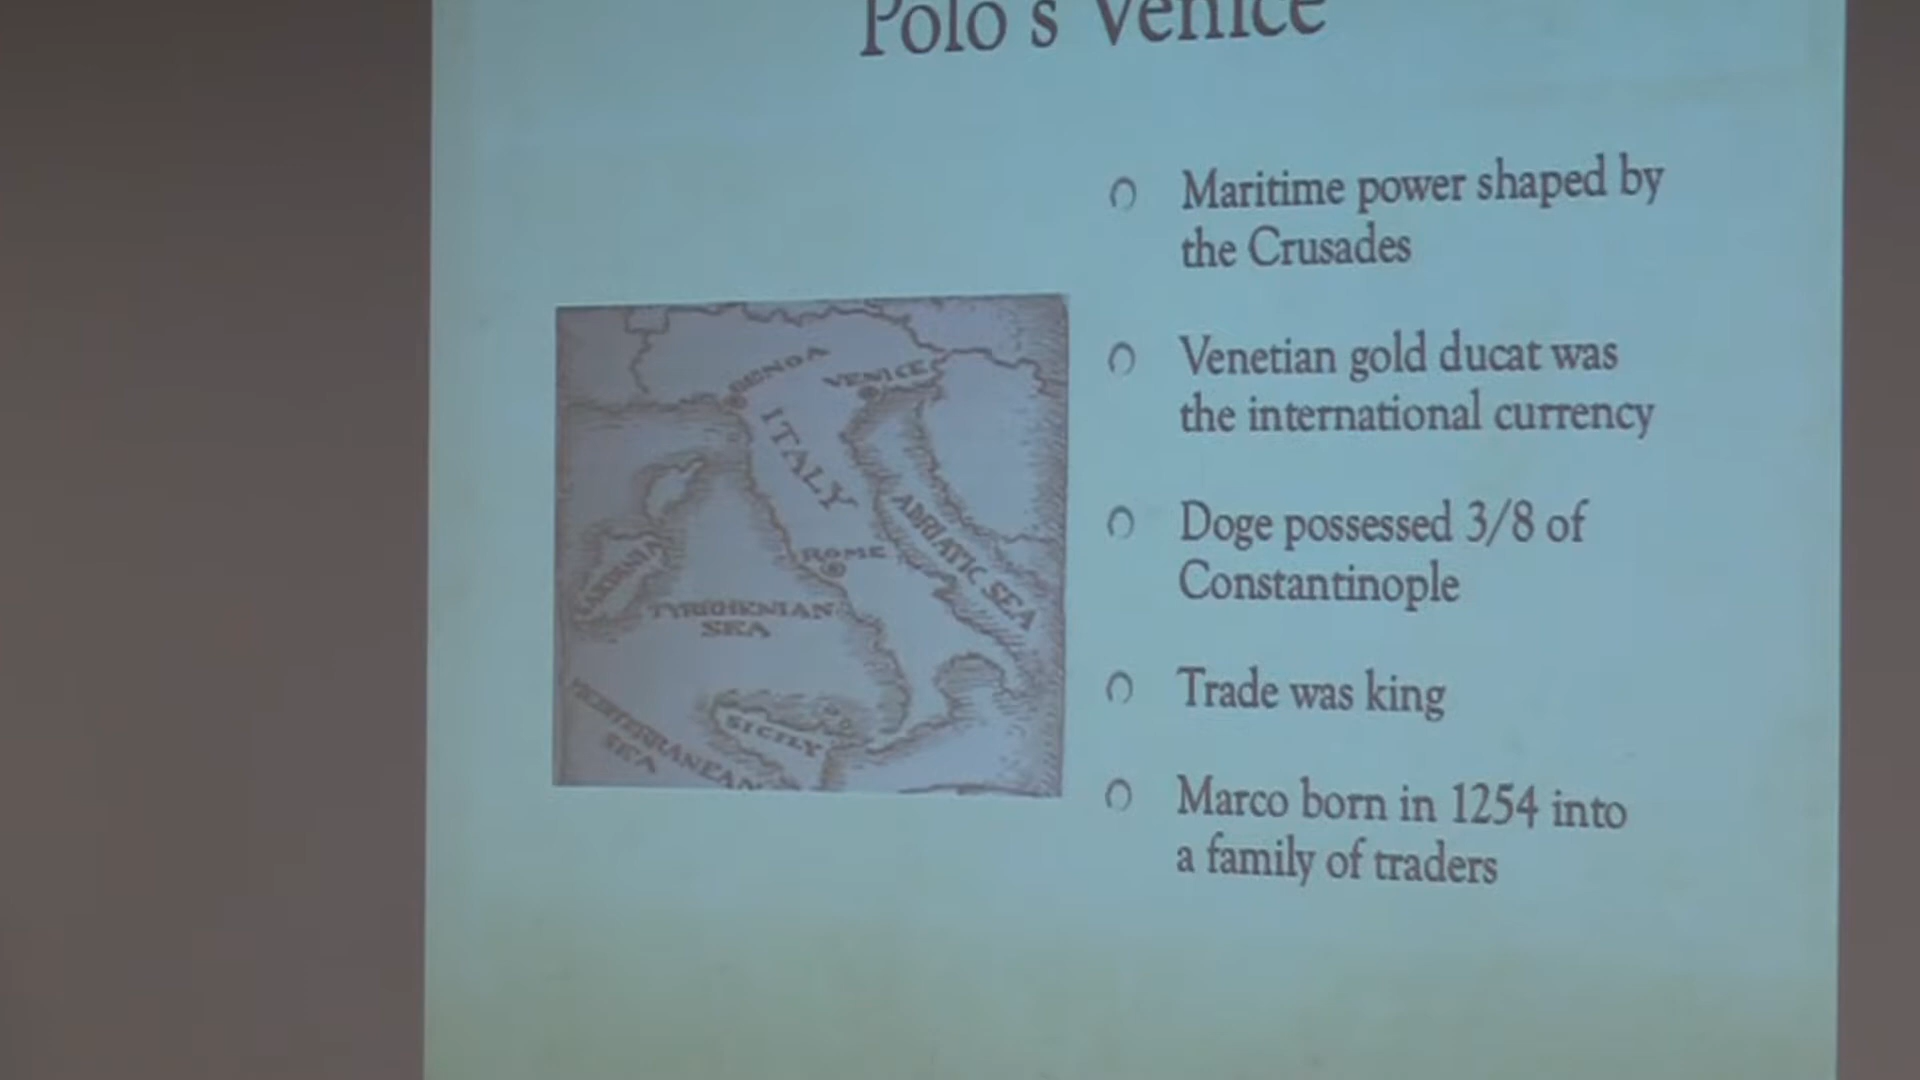 Polo's Venice
Maritime power shaped by
the Crusades
Venetian gold ducat was
the international currency
Doge possessed 3/8 of
Constantinople
Trade was king
Marco born in 1254 into
a family of traders
GENOA
VENICE
ITALY
ADRIATIC SEA
ROME
SARDINIA
TYRRHENIAN
SEA
SICILY
MEDITERRANEAN
SEA